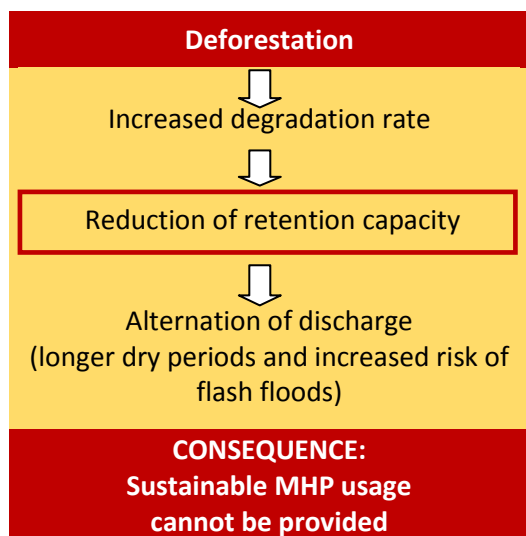 Deforestation
Increased degradation rate
Reduction of retention capacity
Alternation of discharge
(longer dry periods and increased risk of
flash floods)
CONSEQUENCE:
Sustainable MHP usage
cannot be provided